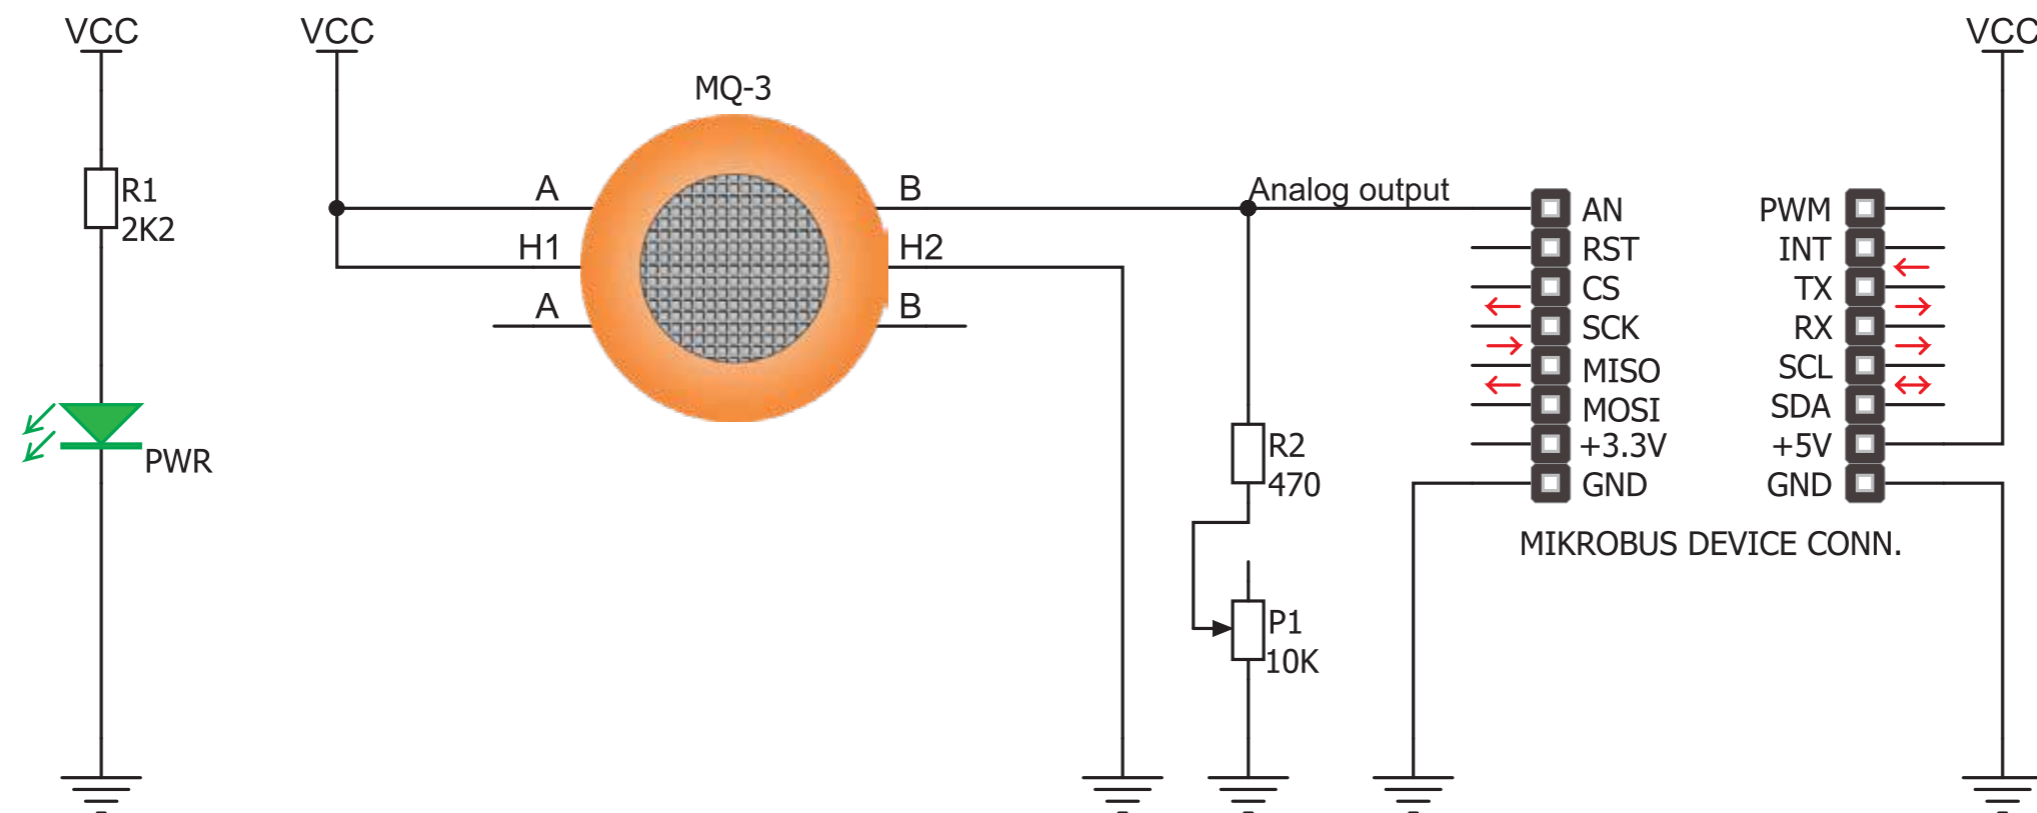 VCC
VCC
VCC
MQ-3
R1
2K2
PWR
A
H1
A
B
H2
B
Analog output
R2
470
P1
10K
AN
RST
CS
SCK
MISO
MOSI
+3.3V
GND
PWM
INT
TX
RX
SCL
SDA
+5V
GND
MIKROBUS DEVICE CONN.